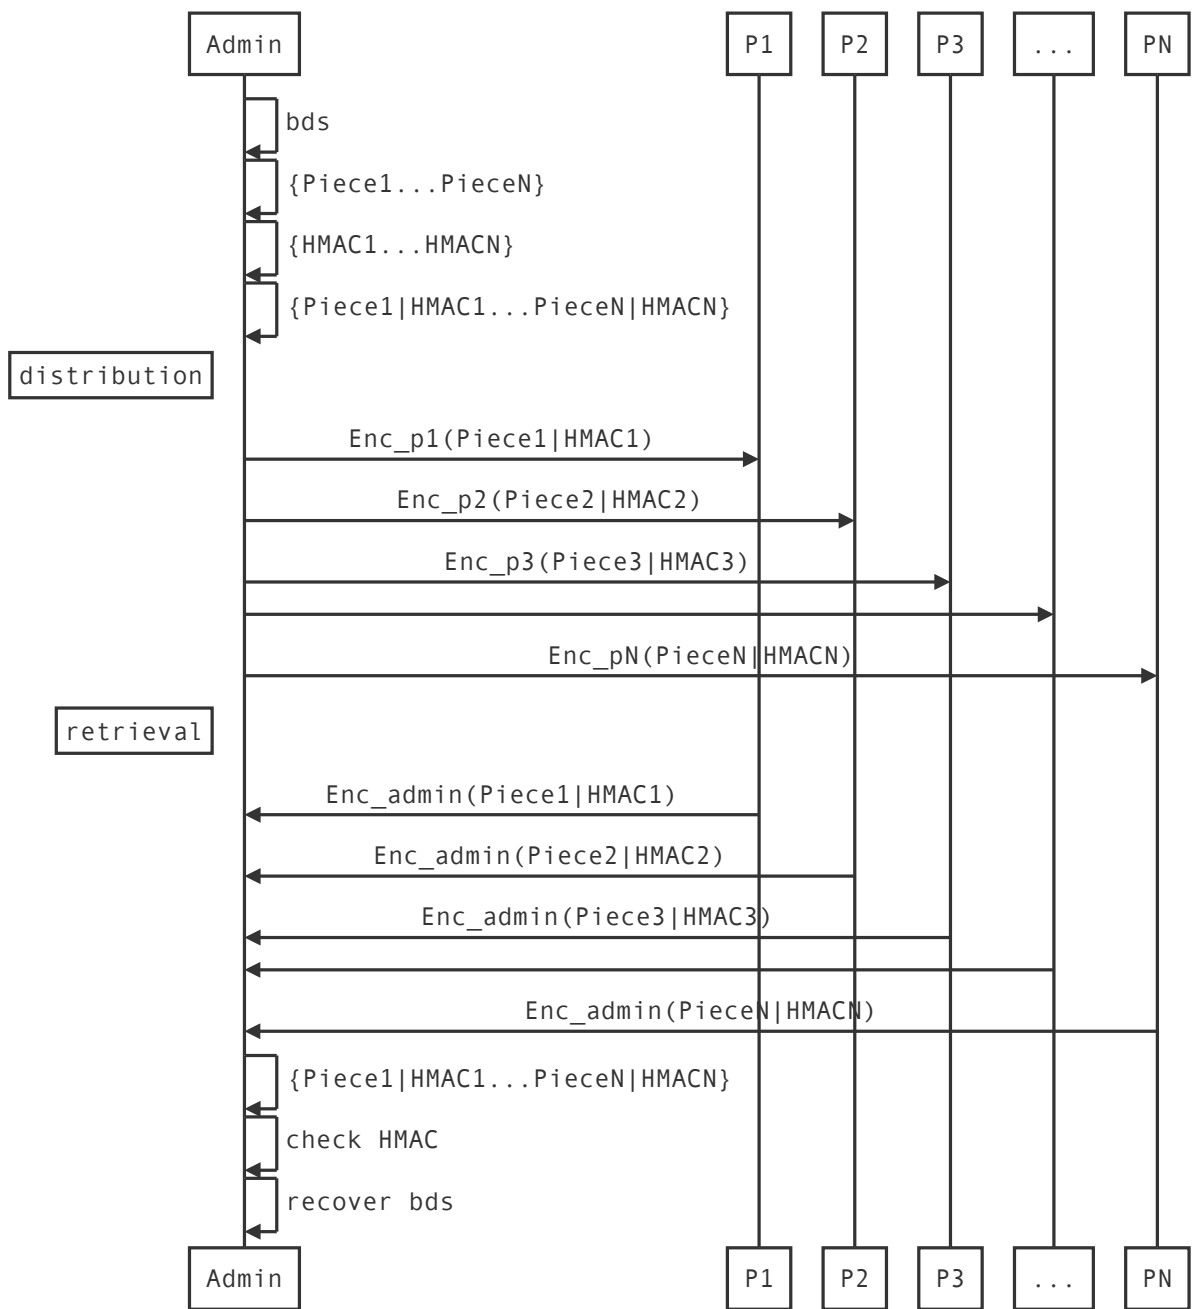 Admin P1 P2 P3 ... PN
bds
{Piece1...PieceN}
{HMAC1...HMACN}
{Piece1|HMAC1...PieceN|HMACN}
distribution
Enc_p1(Piece1|HMAC1)
Enc_p2(Piece2|HMAC2)
Enc_p3(Piece3|HMAC3)
Enc_pN(PieceN|HMACN)
retrieval
Enc_admin(Piece1|HMAC1)
Enc_admin(Piece2|HMAC2)
Enc_admin(Piece3|HMAC3)
Enc_admin(PieceN|HMACN)
{Piece1|HMAC1...PieceN|HMACN}
check HMAC
recover bds
Admin P1 P2 P3 ... PN